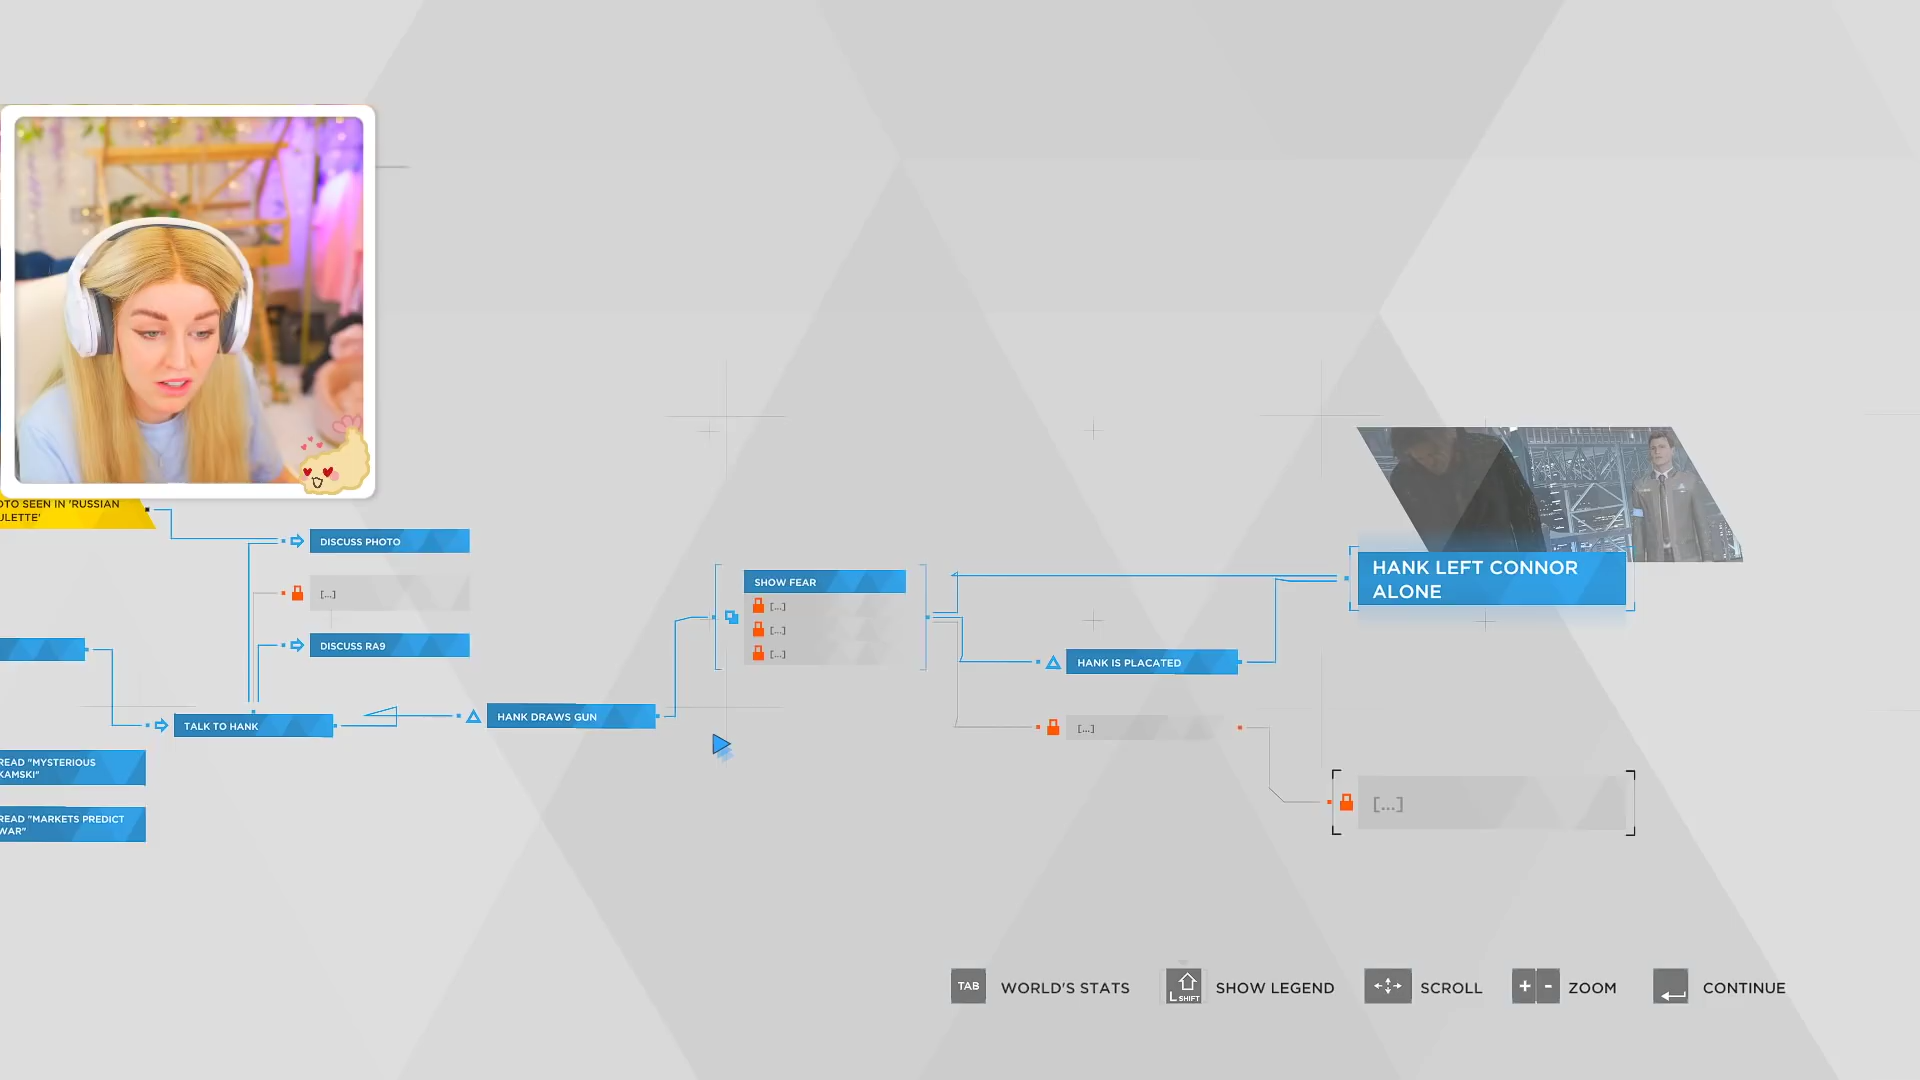 OTO SEEN IN 'RUSSIAN
ULETTE'
DISCUSS PHOTO
[...]
DISCUSS RA9
TALK TO HANK
READ "MYSTERIOUS
KAMSKI"
READ "MARKETS PREDICT
WAR"
HANK DRAWS GUN
SHOW FEAR
[...]
[...]
[...]
HANK IS PLACATED
[...]
HANK LEFT CONNOR
ALONE
[...]
TAB WORLD'S STATS
L SHIFT SHOW LEGEND
SCROLL
+ - ZOOM
CONTINUE